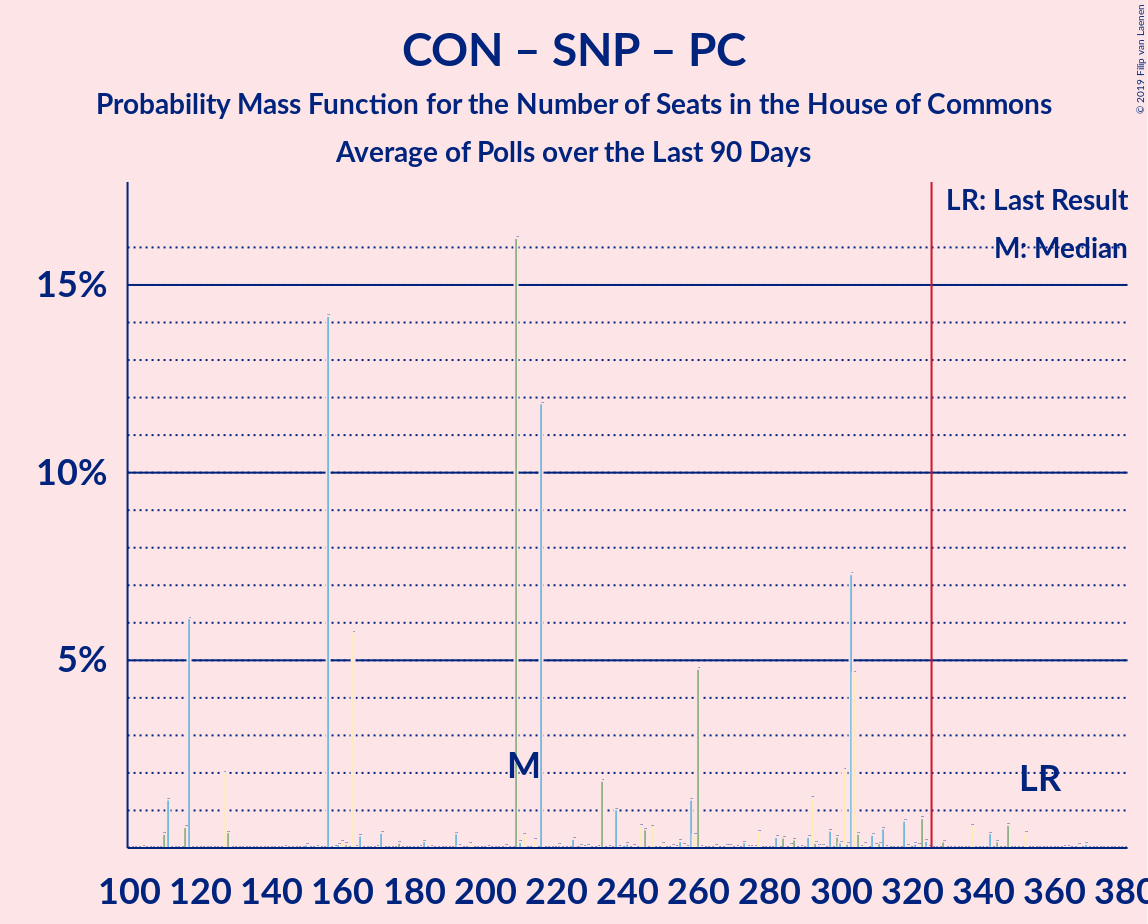 CON – SNP – PC
Probability Mass Function for the Number of Seats in the House of Commons
Average of Polls over the Last 90 Days
© 2019 Filip van Laenen
LR: Last Result
M: Median
15%
10%
5%
M
LR
100 120 140 160 180 200 220 240 260 280 300 320 340 360 380